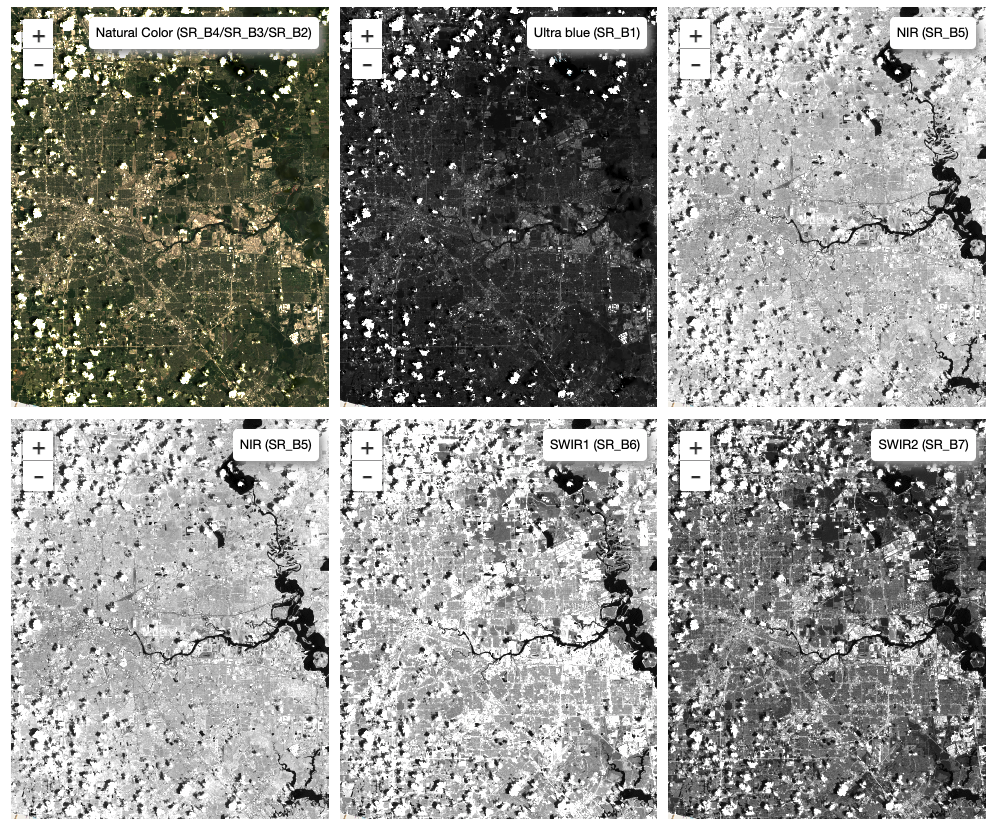 +
−
Natural Color (SR_B4/SR_B3/SR_B2)
+
−
Ultra blue (SR_B1)
+
−
NIR (SR_B5)
+
−
NIR (SR_B5)
+
−
SWIR1 (SR_B6)
+
−
SWIR2 (SR_B7)